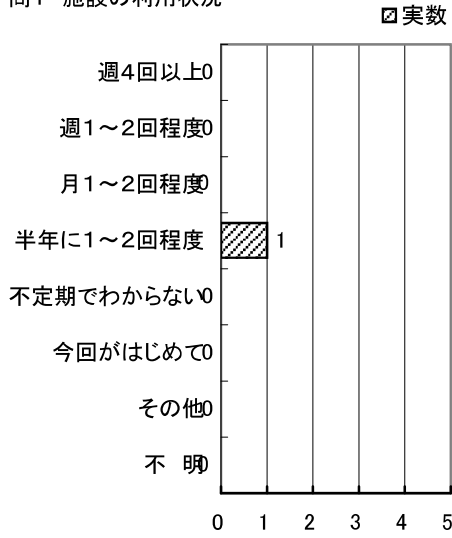 問1 施設の利用状況
実数
週4回以上0
週1～2回程度0
月1～2回程度0
半年に1～2回程度 1
不定期でわからない0
今回がはじめて0
その他0
不 明0
0 1 2 3 4 5